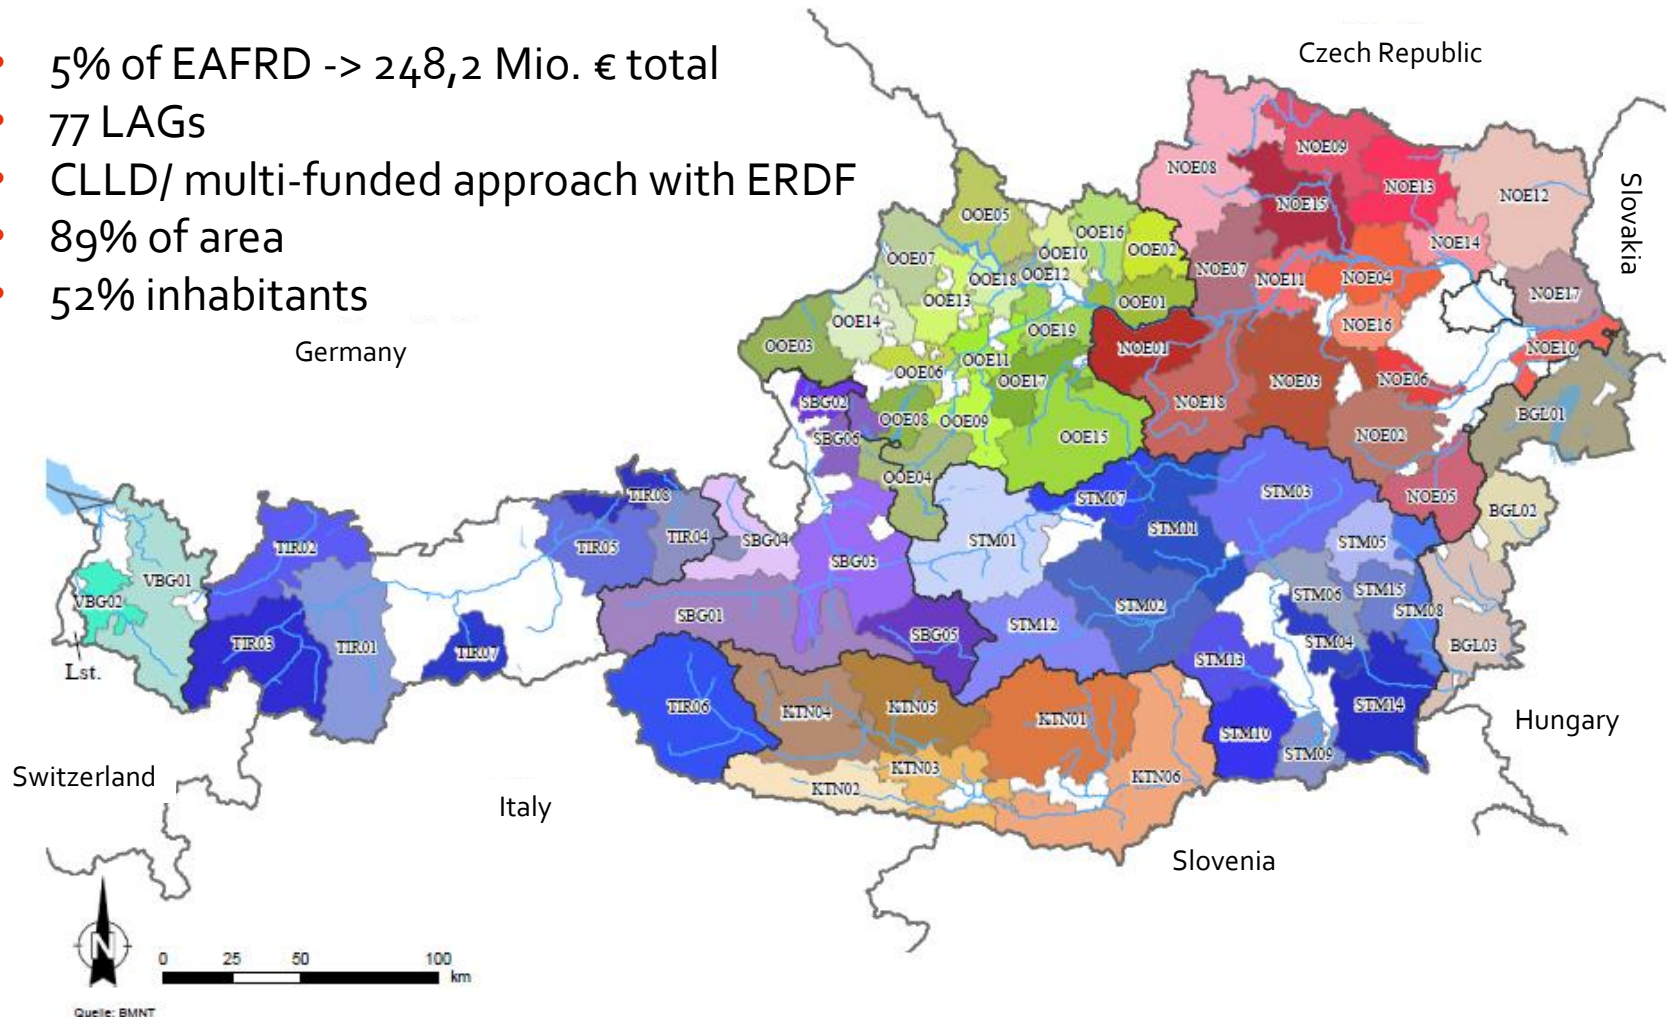 • 5% of EAFRD -> 248,2 Mio. € total
• 77 LAGs
• CLLD/ multi-funded approach with ERDF
• 89% of area
• 52% inhabitants
Czech Republic
Slovakia
Germany
Switzerland
Italy
Slovenia
Hungary
Lst.
NOE08
NOE09
NOE15
NOE13
NOE12
NOE14
NOE07
NOE11
NOE04
NOE17
NOE16
NOE10
NOE01
NOE18
NOE03
NOE06
NOE02
NOE05
OOE05
OOE16
OOE02
OOE10
OOE07
OOE18
OOE12
OOE13
OOE01
OOE14
OOE19
OOE03
OOE11
OOE06
OOE17
OOE08
OOE09
OOE15
OOE04
BGL01
BGL02
BGL03
SBG02
SBG06
SBG04
SBG03
SBG01
SBG05
STM07
STM03
STM11
STM01
STM05
STM06
STM15
STM08
STM02
STM12
STM04
STM13
STM14
STM10
STM09
TIR08
TIR02
TIR05
TIR04
TIR03
TIR01
TIR07
TIR06
VBG01
VBG02
KTN04
KTN05
KTN01
KTN03
KTN02
KTN06
N
0 25 50 100
km
Quelle: BMNT